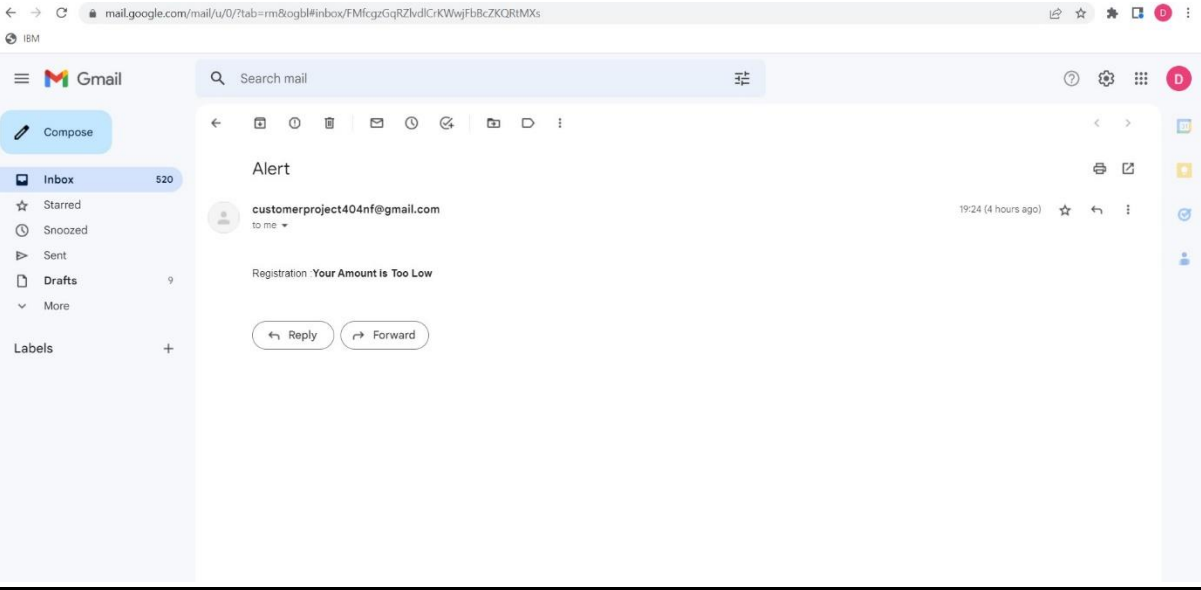 mail.google.com/mail/u/0/?tab=rm&ogbl#inbox/FMfcgzGqRZlvdlCrKWwjFbBcZKQRtMXs
D
IBM
Gmail
Search mail
D
Compose
Alert
Inbox 520
customerproject404nf@gmail.com 19:24 (4 hours ago)
to me
Starred
Snoozed
Sent
Drafts 9
More
Registration :Your Amount is Too Low
Reply Forward
Labels